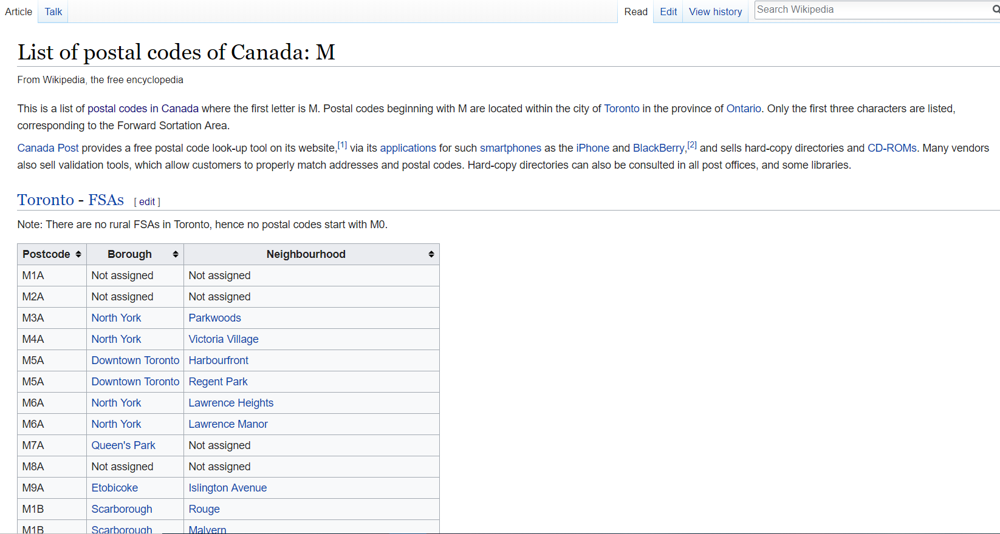 Article Talk Read Edit View history Search Wikipedia
List of postal codes of Canada: M
From Wikipedia, the free encyclopedia
This is a list of postal codes in Canada where the first letter is M. Postal codes beginning with M are located within the city of Toronto in the province of Ontario. Only the first three characters are listed,
corresponding to the Forward Sortation Area.
Canada Post provides a free postal code look-up tool on its website,[1] via its applications for such smartphones as the iPhone and BlackBerry,[2] and sells hard-copy directories and CD-ROMs. Many vendors
also sell validation tools, which allow customers to properly match addresses and postal codes. Hard-copy directories can also be consulted in all post offices, and some libraries.
Toronto - FSAs [ edit ]
Note: There are no rural FSAs in Toronto, hence no postal codes start with M0.
Postcode Borough Neighbourhood
M1A Not assigned Not assigned
M2A Not assigned Not assigned
M3A North York Parkwoods
M4A North York Victoria Village
M5A Downtown Toronto Harbourfront
M5A Downtown Toronto Regent Park
M6A North York Lawrence Heights
M6A North York Lawrence Manor
M7A Queen's Park Not assigned
M8A Not assigned Not assigned
M9A Etobicoke Islington Avenue
M1B Scarborough Rouge
M1B Scarborough Malvern